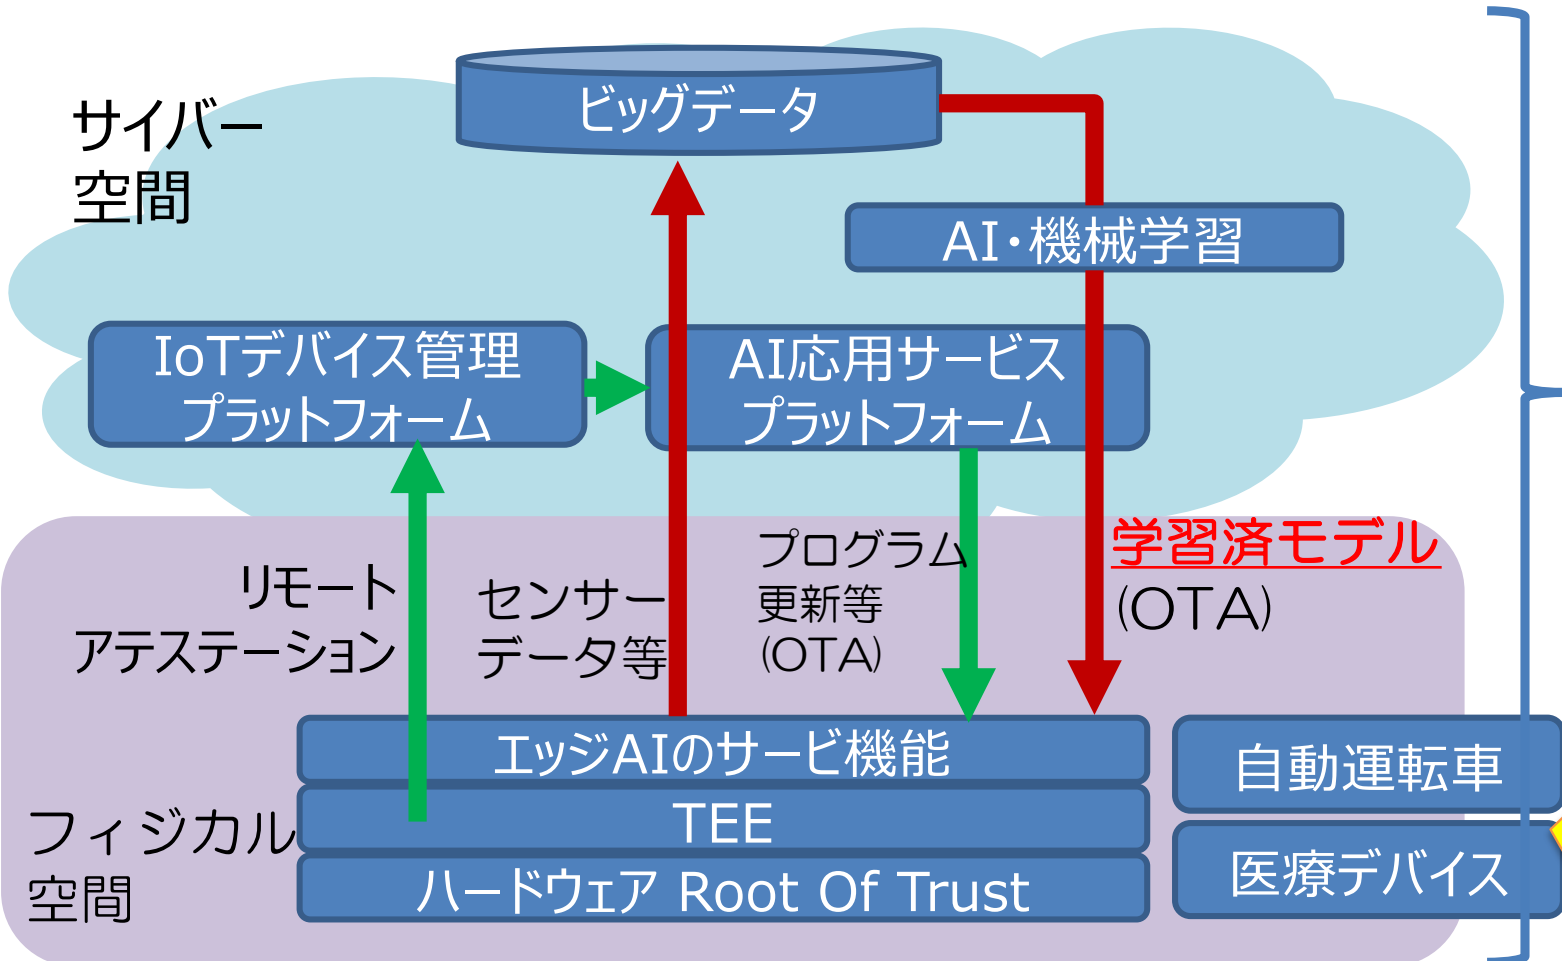 ビッグデータ
サイバー
空間
AI・機械学習
IoTデバイス管理
プラットフォーム
AI応用サービス
プラットフォーム
リモート
アテステーション
センサー
データ等
プログラム
更新等
(OTA)
学習済モデル
(OTA)
エッジAIのサービ機能
TEE
ハードウェア Root Of Trust
フィジカル
空間
自動運転車
医療デバイス